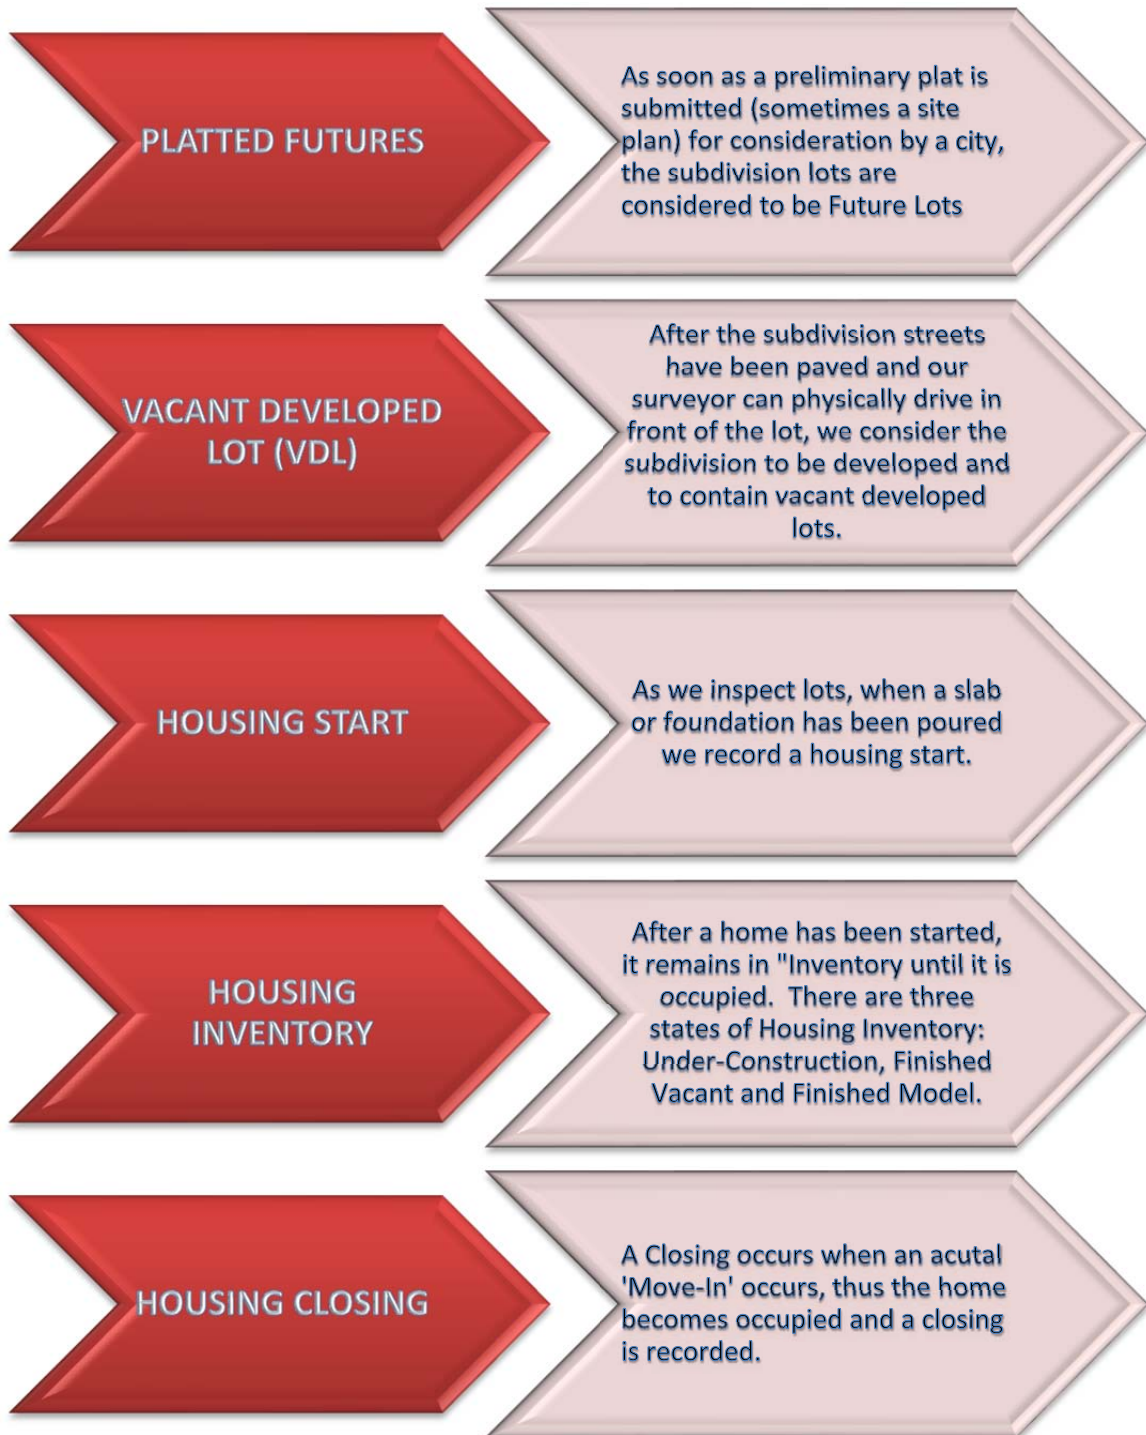 PLATTED FUTURES
As soon as a preliminary plat is
submitted (sometimes a site
plan) for consideration by a city,
the subdivision lots are
considered to be Future Lots
VACANT DEVELOPED
LOT (VDL)
After the subdivision streets
have been paved and our
surveyor can physically drive in
front of the lot, we consider the
subdivision to be developed and
to contain vacant developed
lots.
HOUSING START
As we inspect lots, when a slab
or foundation has been poured
we record a housing start.
HOUSING
INVENTORY
After a home has been started,
it remains in "Inventory until it is
occupied.  There are three
states of Housing Inventory:
Under-Construction, Finished
Vacant and Finished Model.
HOUSING CLOSING
A Closing occurs when an acutal
'Move-In' occurs, thus the home
becomes occupied and a closing
is recorded.